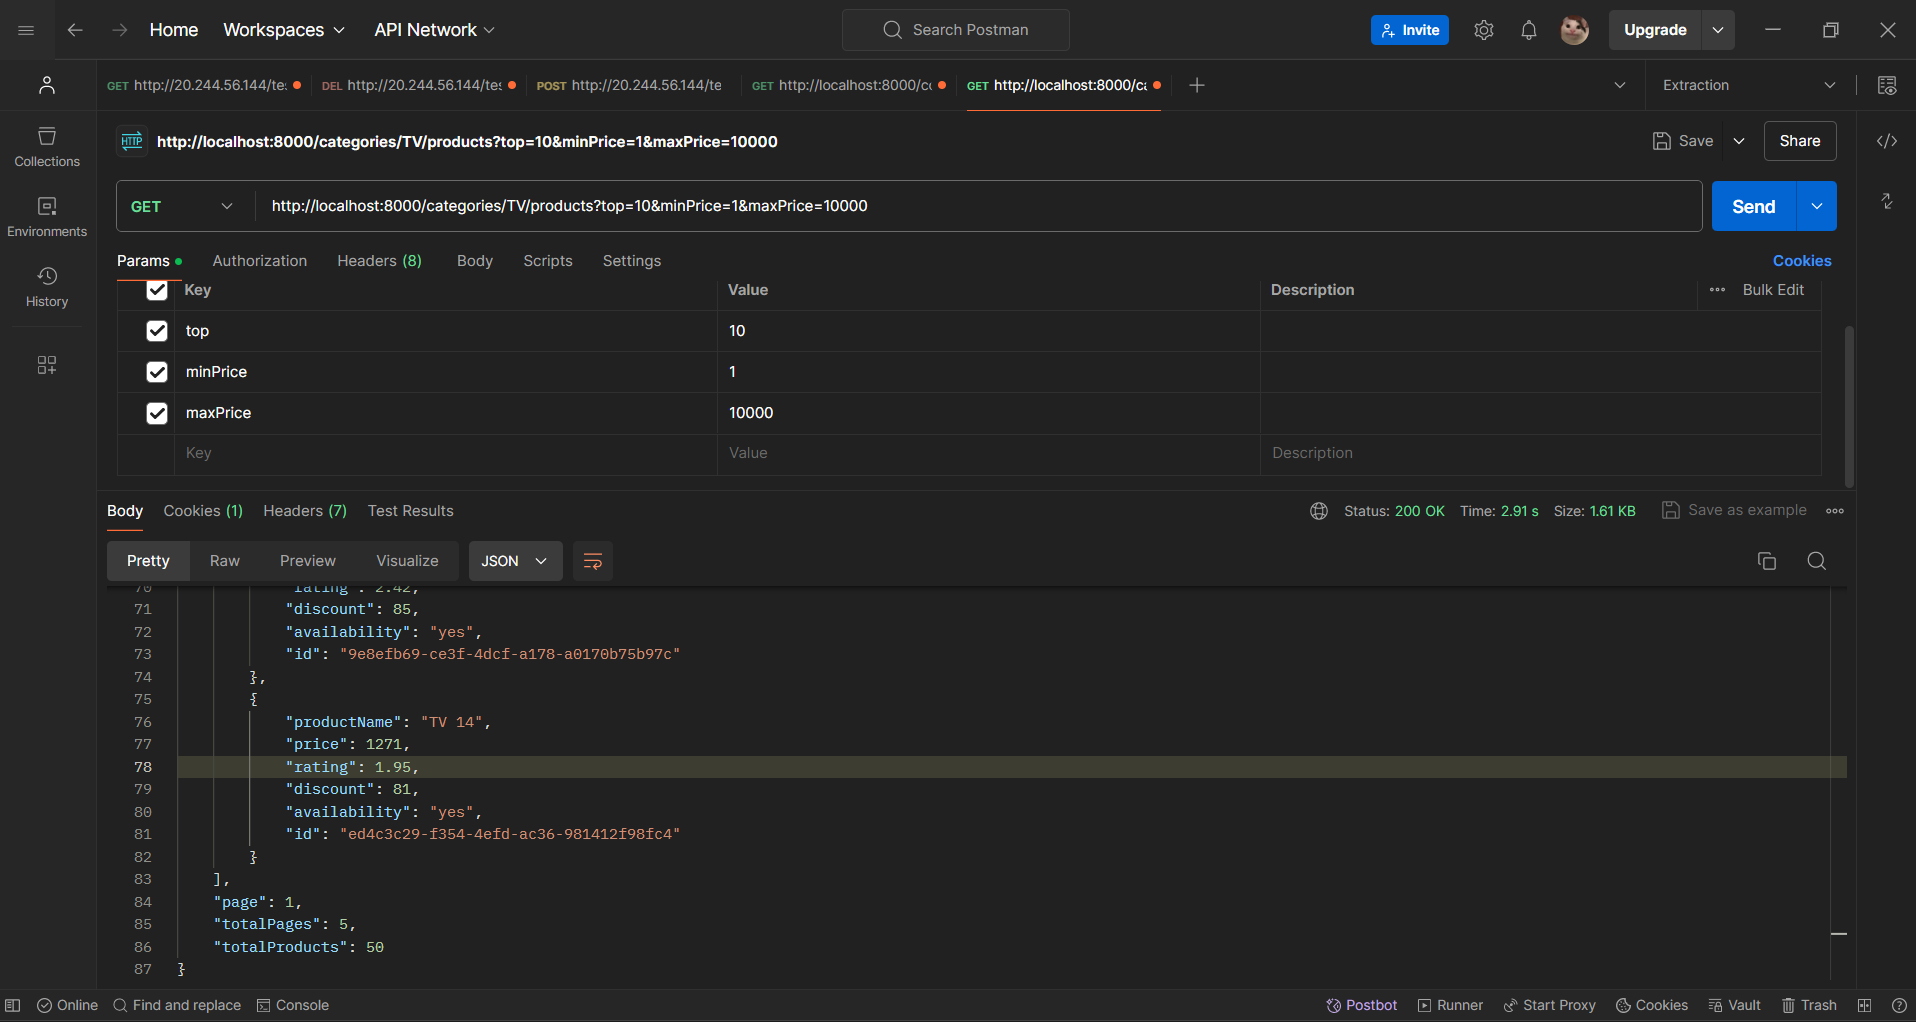 Home Workspaces API Network Search Postman Invite Upgrade
GET http://20.244.56.144/te: DEL http://20.244.56.144/tes POST http://20.244.56.144/te GET http://localhost:8000/cc GET http://localhost:8000/ca Extraction
HTTP http://localhost:8000/categories/TV/products?top=10&minPrice=1&maxPrice=10000 Save Share
Collections
GET http://localhost:8000/categories/TV/products?top=10&minPrice=1&maxPrice=10000 Send
Environments
Params Authorization Headers (8) Body Scripts Settings Cookies
Key Value Description Bulk Edit
History
top 10
minPrice 1
maxPrice 10000
Key Value Description
Body Cookies (1) Headers (7) Test Results Status: 200 OK Time: 2.91 s Size: 1.61 KB Save as example
Pretty Raw Preview Visualize JSON
70 "rating": 2.42,
71 "discount": 85,
72 "availability": "yes",
73 "id": "9e8efb69-ce3f-4dcf-a178-a0170b75b97c"
74 },
75 {
76 "productName": "TV 14",
77 "price": 1271,
78 "rating": 1.95,
79 "discount": 81,
80 "availability": "yes",
81 "id": "ed4c3c29-f354-4efd-ac36-981412f98fc4"
82 }
83 ],
84 "page": 1,
85 "totalPages": 5,
86 "totalProducts": 50
87 }
Online Find and replace Console Postbot Runner Start Proxy Cookies Vault Trash